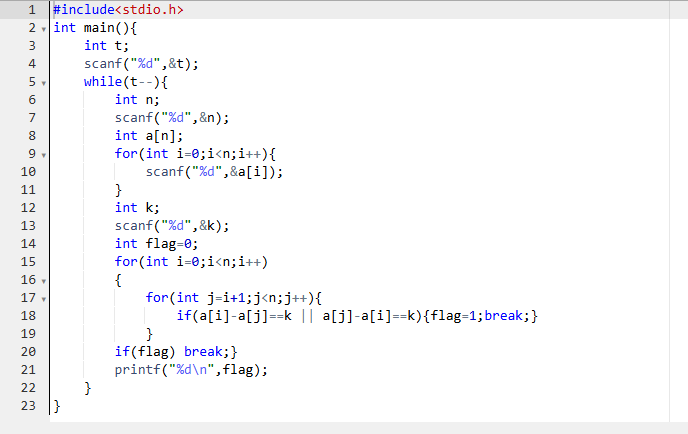 1 #include<stdio.h>
2 int main(){
3     int t;
4     scanf("%d",&t);
5     while(t--){
6         int n;
7         scanf("%d",&n);
8         int a[n];
9         for(int i=0;i<n;i++){
10             scanf("%d",&a[i]);
11         }
12         int k;
13         scanf("%d",&k);
14         int flag=0;
15         for(int i=0;i<n;i++)
16         {
17             for(int j=i+1;j<n;j++){
18                 if(a[i]-a[j]==k || a[j]-a[i]==k){flag=1;break;}
19             }
20         if(flag) break;}
21         printf("%d\n",flag);
22     }
23 }